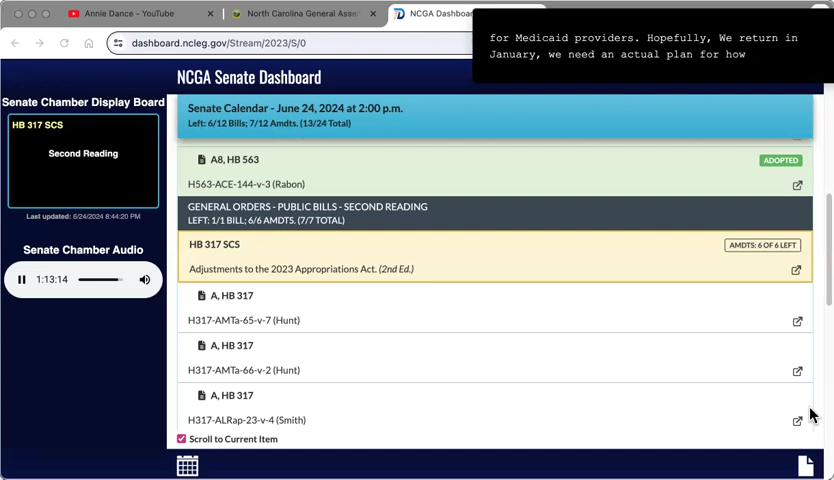 Annie Dance - YouTube
North Carolina General Asse
NCGA Dashboa
dashboard.ncleg.gov/Stream/2023/S/0
for Medicaid providers. Hopefully, We return in
January, we need an actual plan for how
NCGA Senate Dashboard
Senate Chamber Display Board
HB 317 SCS
Second Reading
Last updated: 6/24/2024 8:44:20 PM
Senate Chamber Audio
1:13:14
Senate Calendar - June 24, 2024 at 2:00 p.m.
Left: 6/12 Bills; 7/12 Amdts. (13/24 Total)
A8, HB 563
ADOPTED
H563-ACE-144-v-3 (Rabon)
GENERAL ORDERS - PUBLIC BILLS - SECOND READING
LEFT: 1/1 BILL; 6/6 AMDTS. (7/7 TOTAL)
HB 317 SCS
AMDTS: 6 OF 6 LEFT
Adjustments to the 2023 Appropriations Act. (2nd Ed.)
A, HB 317
H317-AMTa-65-v-7 (Hunt)
A, HB 317
H317-AMTa-66-v-2 (Hunt)
A, HB 317
H317-ALRap-23-v-4 (Smith)
Scroll to Current Item